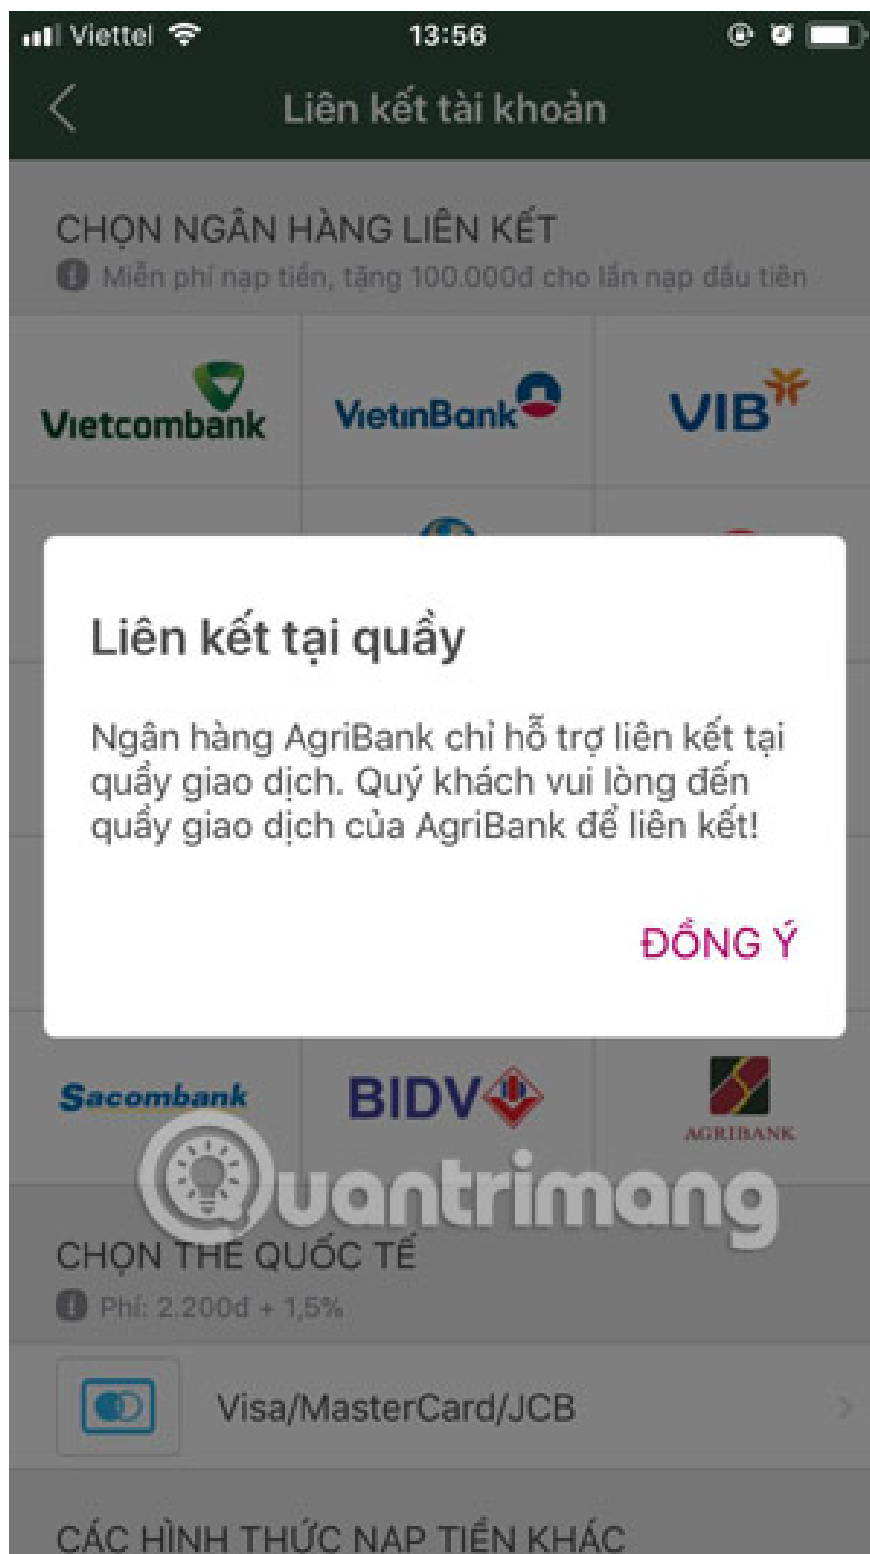 Viettel 13:56
Liên kết tài khoản
CHỌN NGÂN HÀNG LIÊN KẾT
Miễn phí nạp tiền, tặng 100.000đ cho lần nạp đầu tiên
Vietcombank VietinBank VIB
Liên kết tại quầy
Ngân hàng AgriBank chỉ hỗ trợ liên kết tại
quầy giao dịch. Quý khách vui lòng đến
quầy giao dịch của AgriBank để liên kết!
ĐỒNG Ý
Sacombank BIDV AGRIBANK
Quantrimang
CHỌN THẺ QUỐC TẾ
Phí: 2.200đ + 1,5%
Visa/MasterCard/JCB
CÁC HÌNH THỨC NẠP TIỀN KHÁC